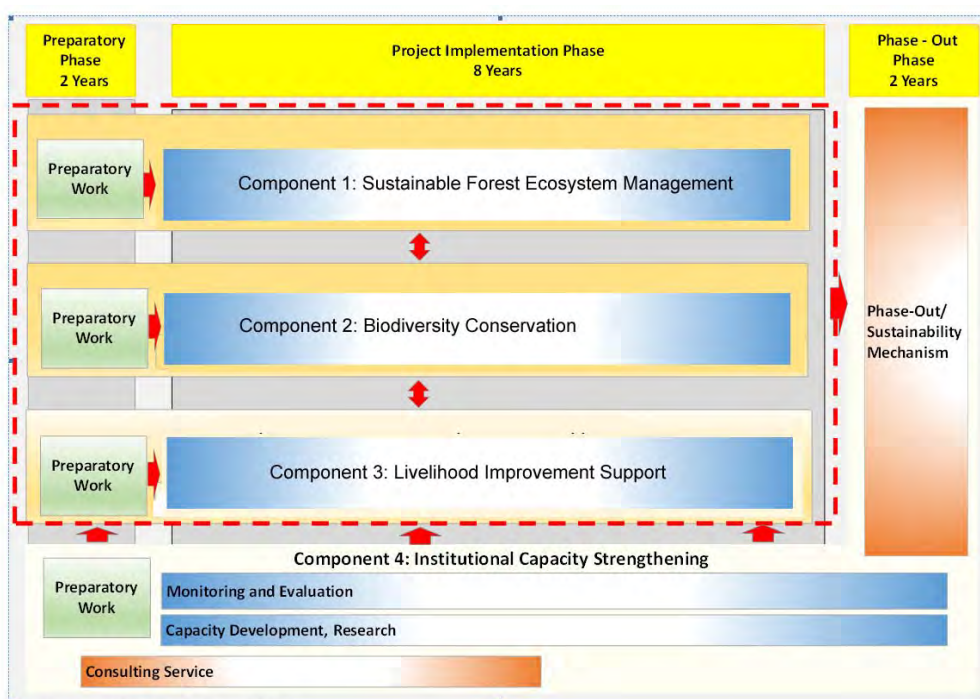 Preparatory
Phase
2 Years
Project Implementation Phase
8 Years
Phase - Out
Phase
2 Years
Preparatory
Work
Component 1: Sustainable Forest Ecosystem Management
Preparatory
Work
Component 2: Biodiversity Conservation
Phase-Out/
Sustainability
Mechanism
Preparatory
Work
Component 3: Livelihood Improvement Support
Component 4: Institutional Capacity Strengthening
Preparatory
Work
Monitoring and Evaluation
Capacity Development, Research
Consulting Service